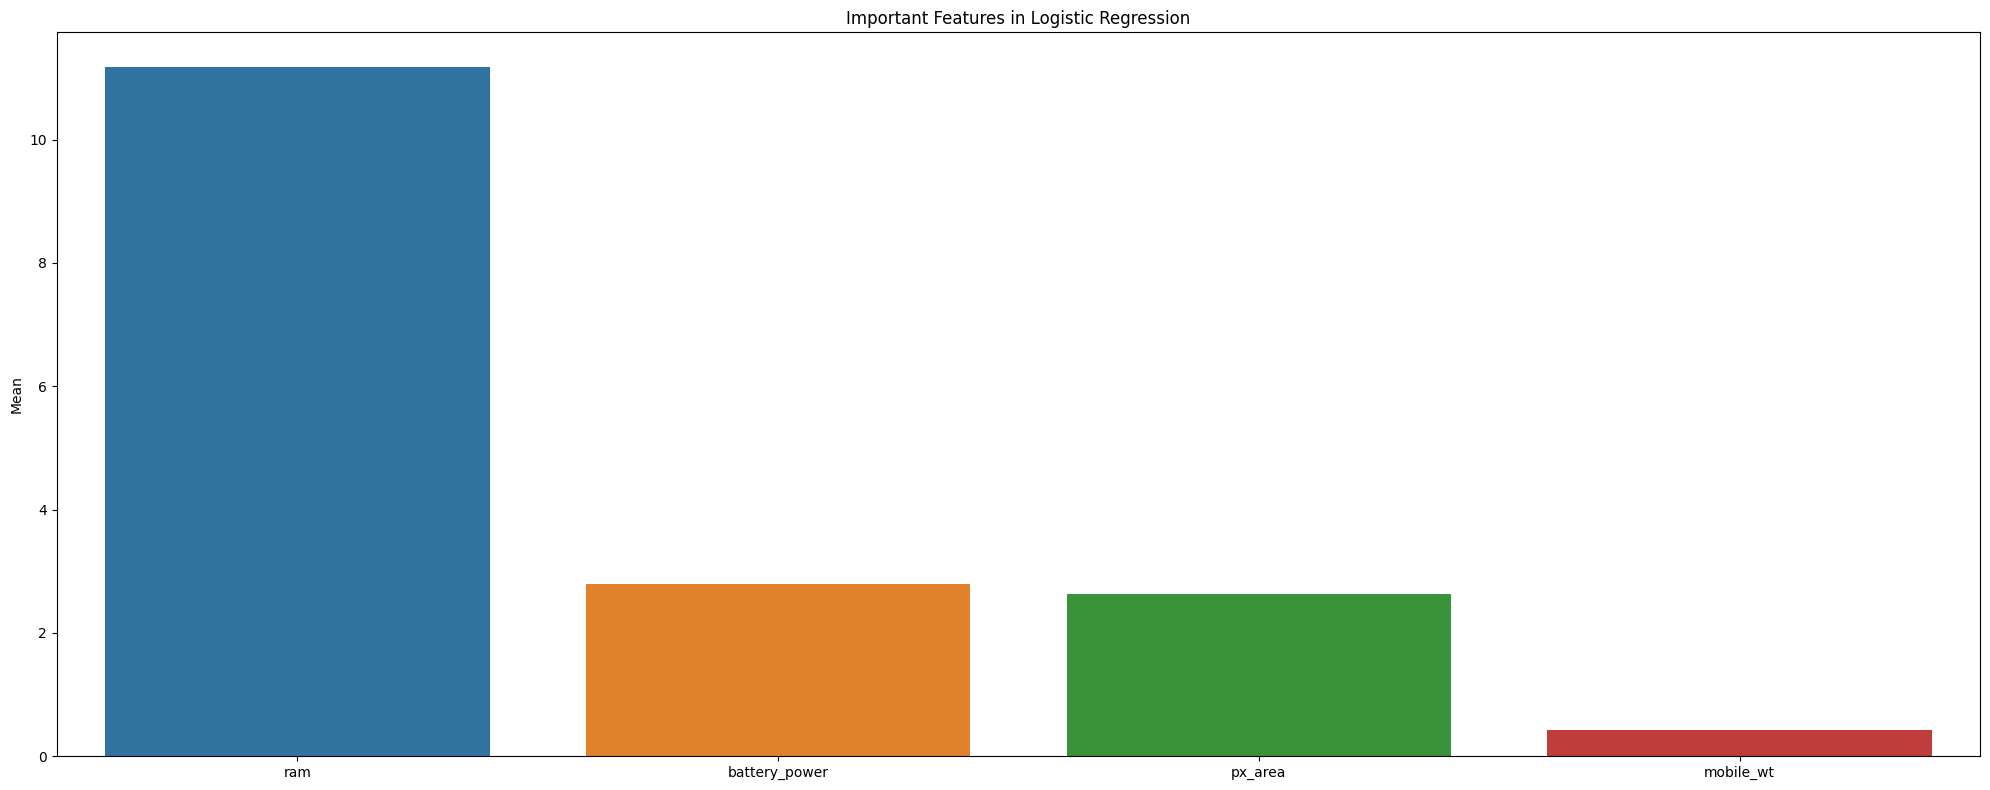 Important Features in Logistic Regression
Mean
10
8
6
4
2
0
ram
battery_power
px_area
mobile_wt